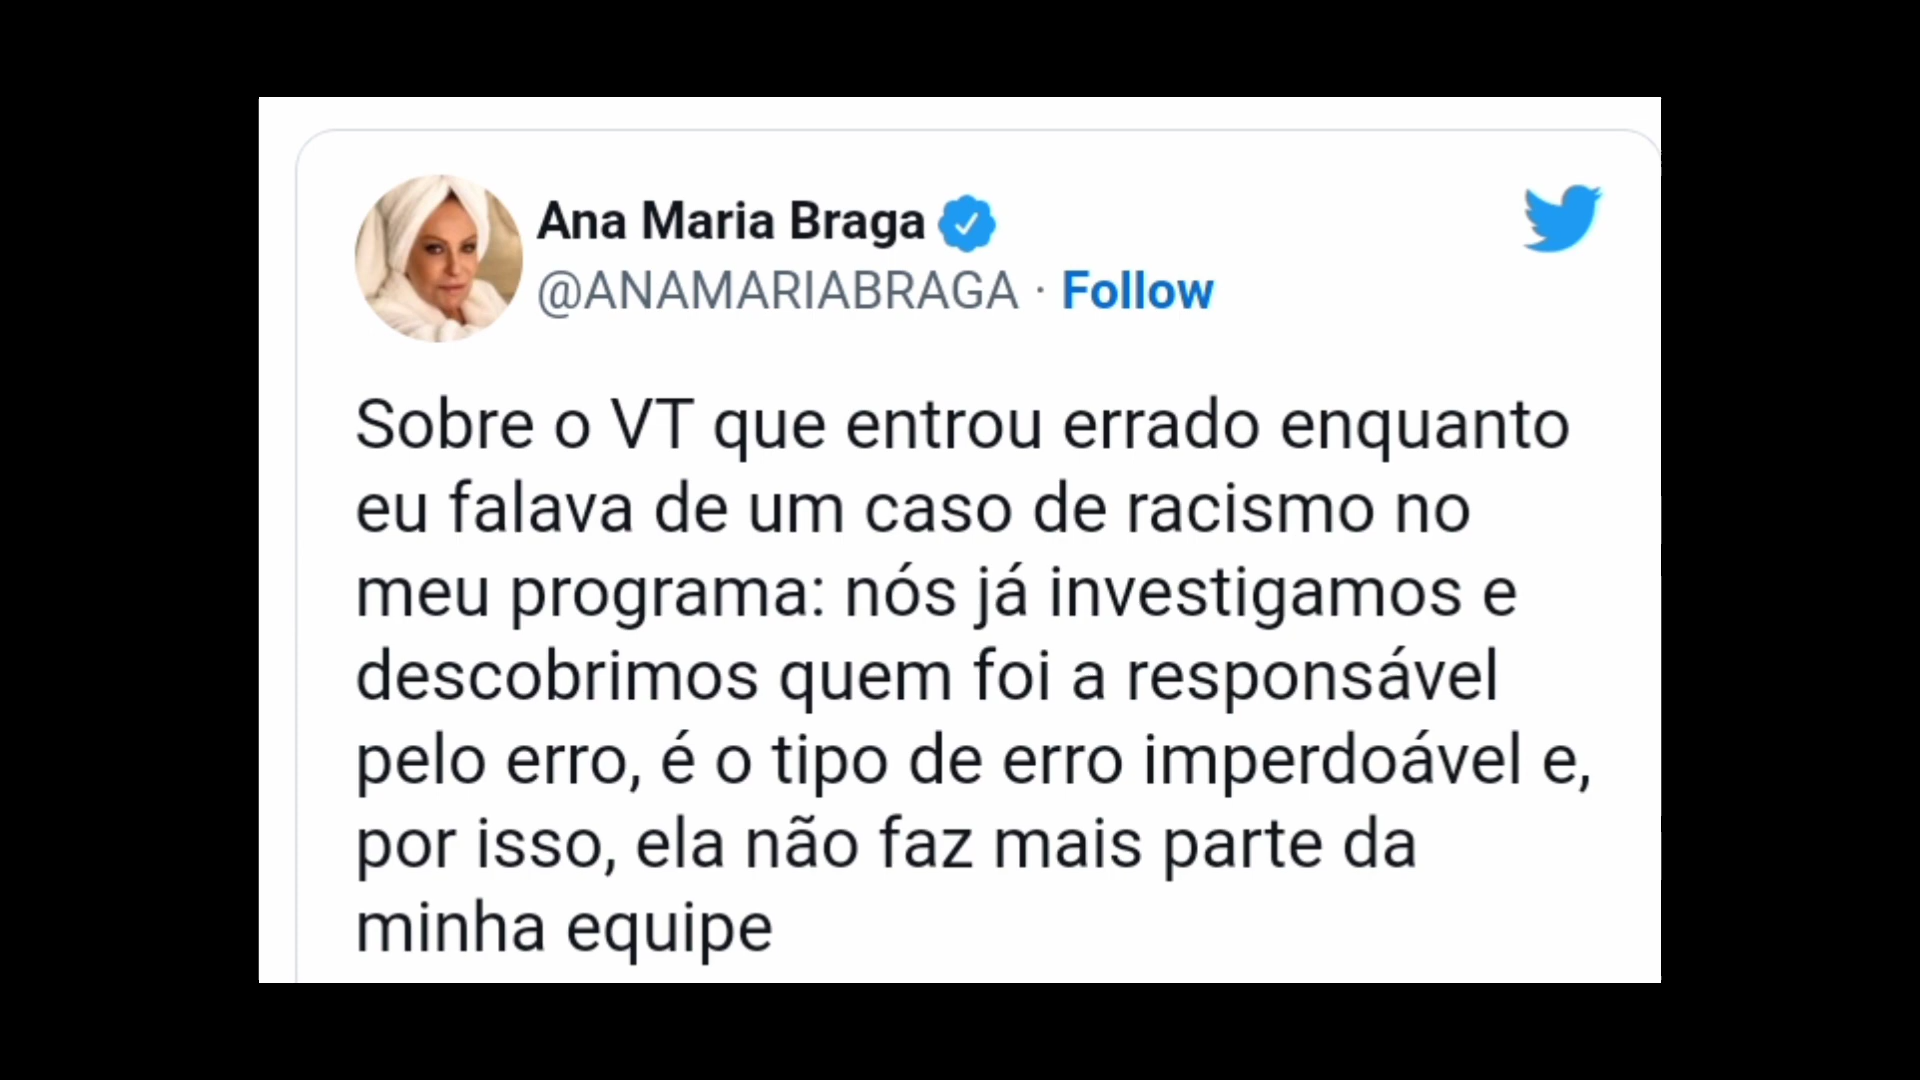 Ana Maria Braga
@ANAMARIABRAGA · Follow
Sobre o VT que entrou errado enquanto
eu falava de um caso de racismo no
meu programa: nós já investigamos e
descobrimos quem foi a responsável
pelo erro, é o tipo de erro imperdoável e,
por isso, ela não faz mais parte da
minha equipe